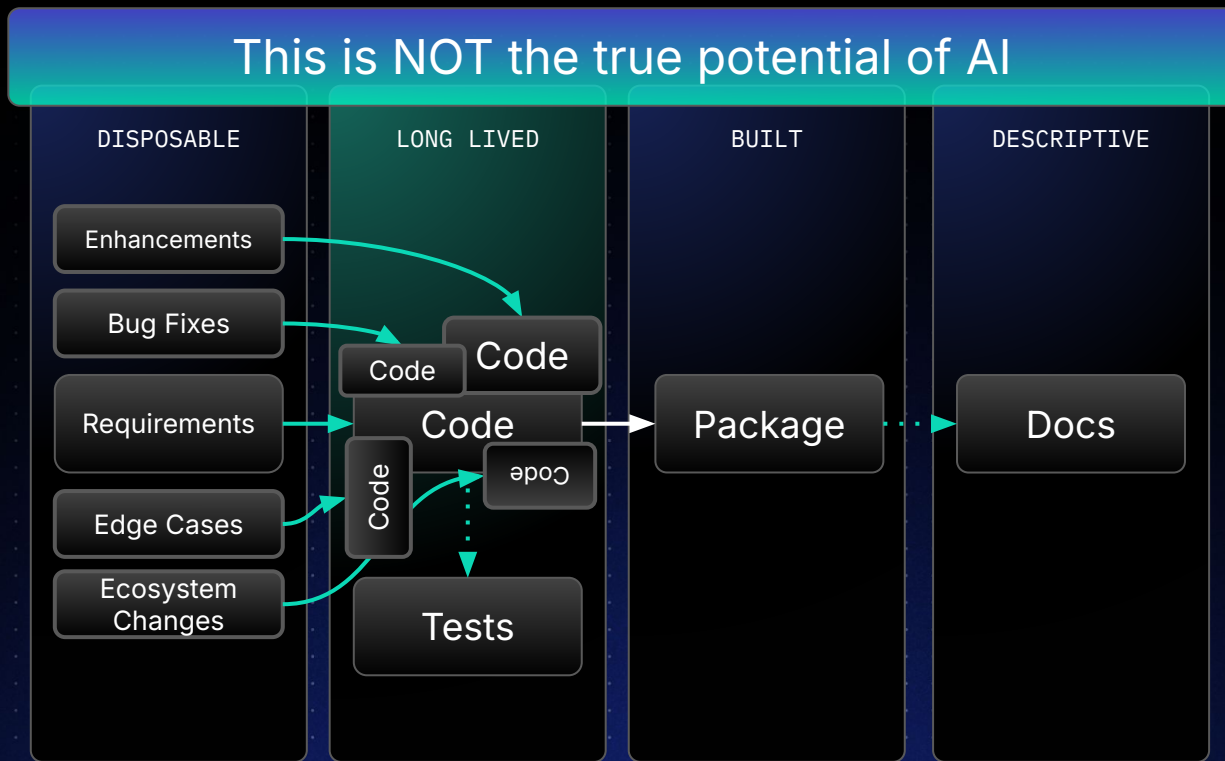 This is NOT the true potential of AI
DISPOSABLE
LONG LIVED
BUILT
DESCRIPTIVE
Enhancements
Bug Fixes
Requirements
Edge Cases
Ecosystem
Changes
Code
Code
Code
Code
Code
Tests
Package
Docs